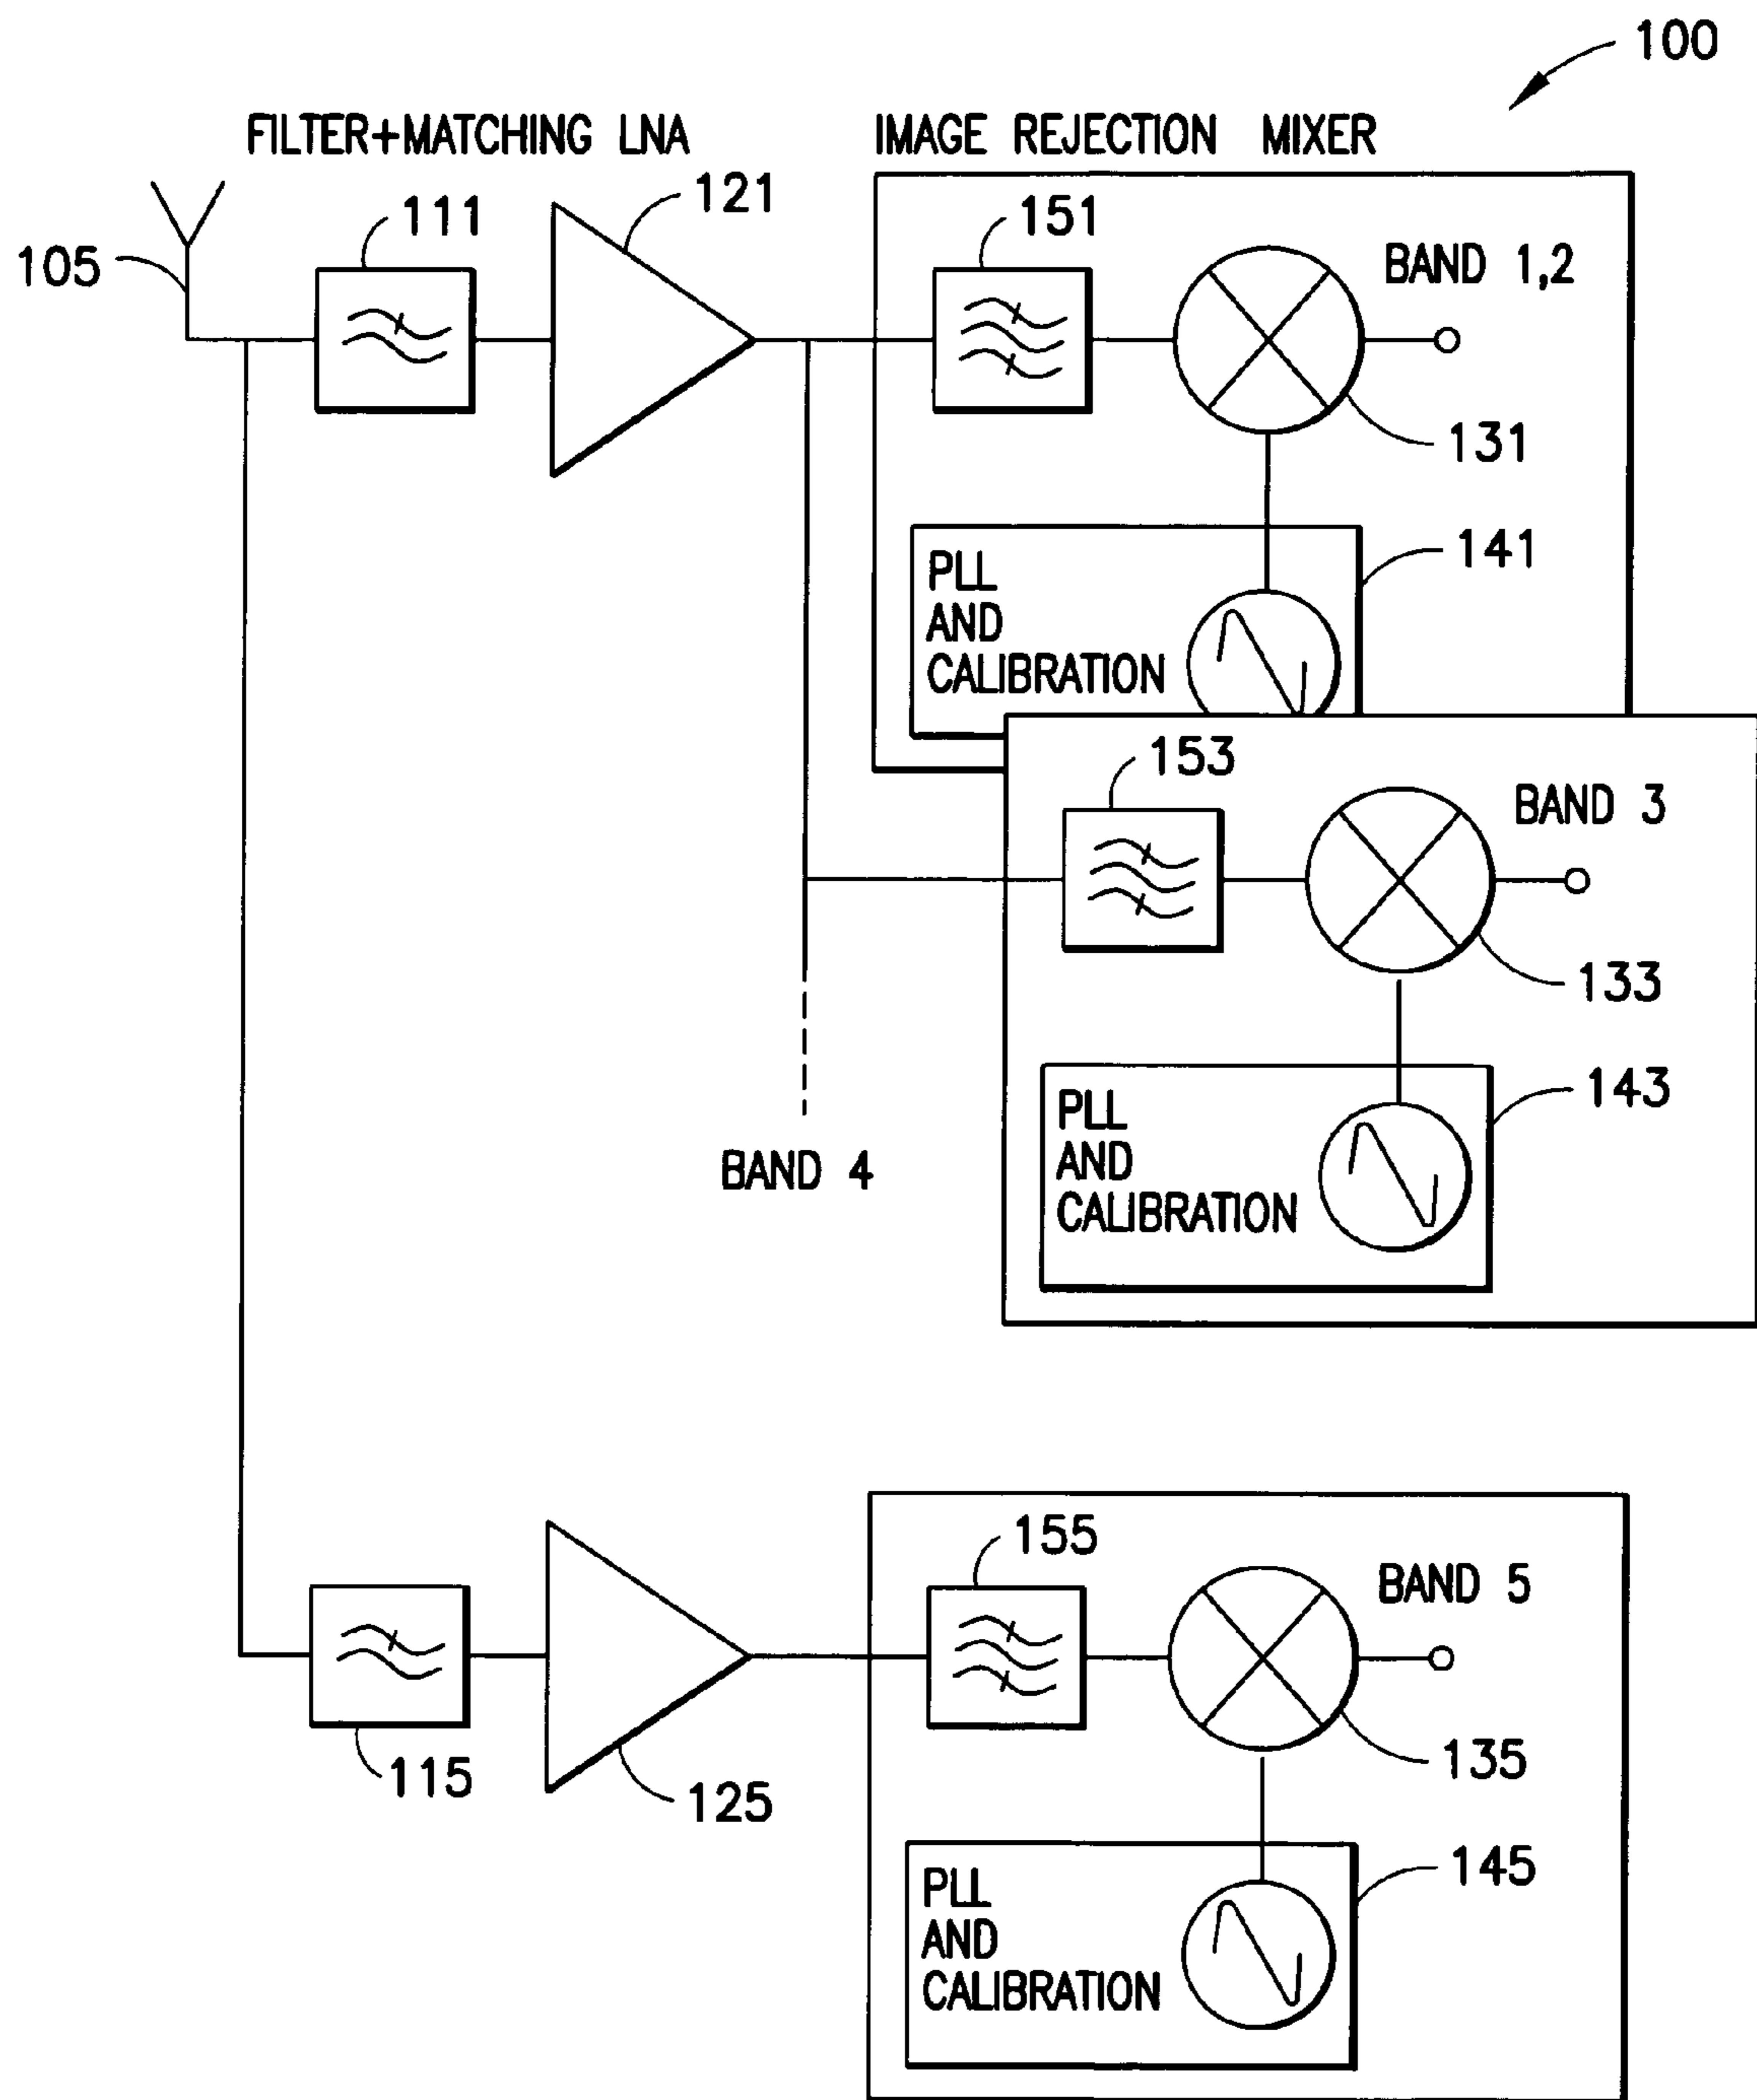 100
FILTER+MATCHING LNA
IMAGE REJECTION MIXER
105
111
121
151
BAND 1,2
131
PLL
AND
CALIBRATION
141
153
BAND 3
133
BAND 4
PLL
AND
CALIBRATION
143
115
125
155
BAND 5
135
PLL
AND
CALIBRATION
145